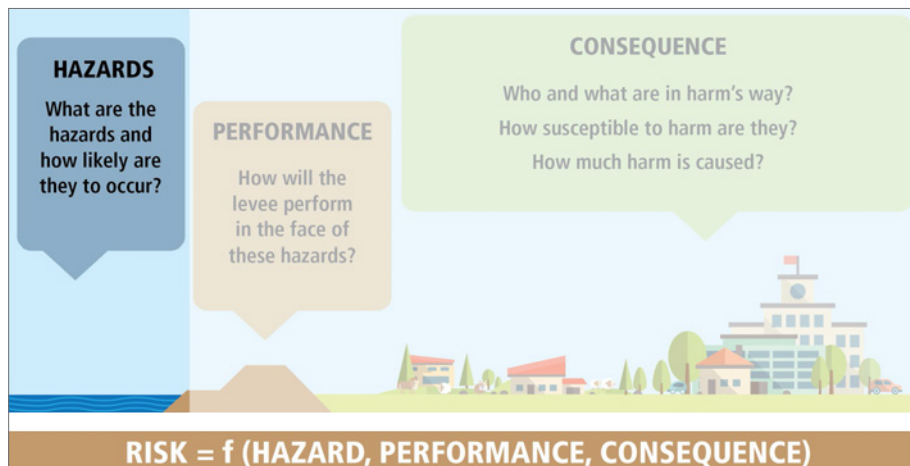 HAZARDS
What are the
hazards and
how likely are
they to occur?
PERFORMANCE
How will the
levee perform
in the face of
these hazards?
CONSEQUENCE
Who and what are in harm's way?
How susceptible to harm are they?
How much harm is caused?
RISK = f (HAZARD, PERFORMANCE, CONSEQUENCE)